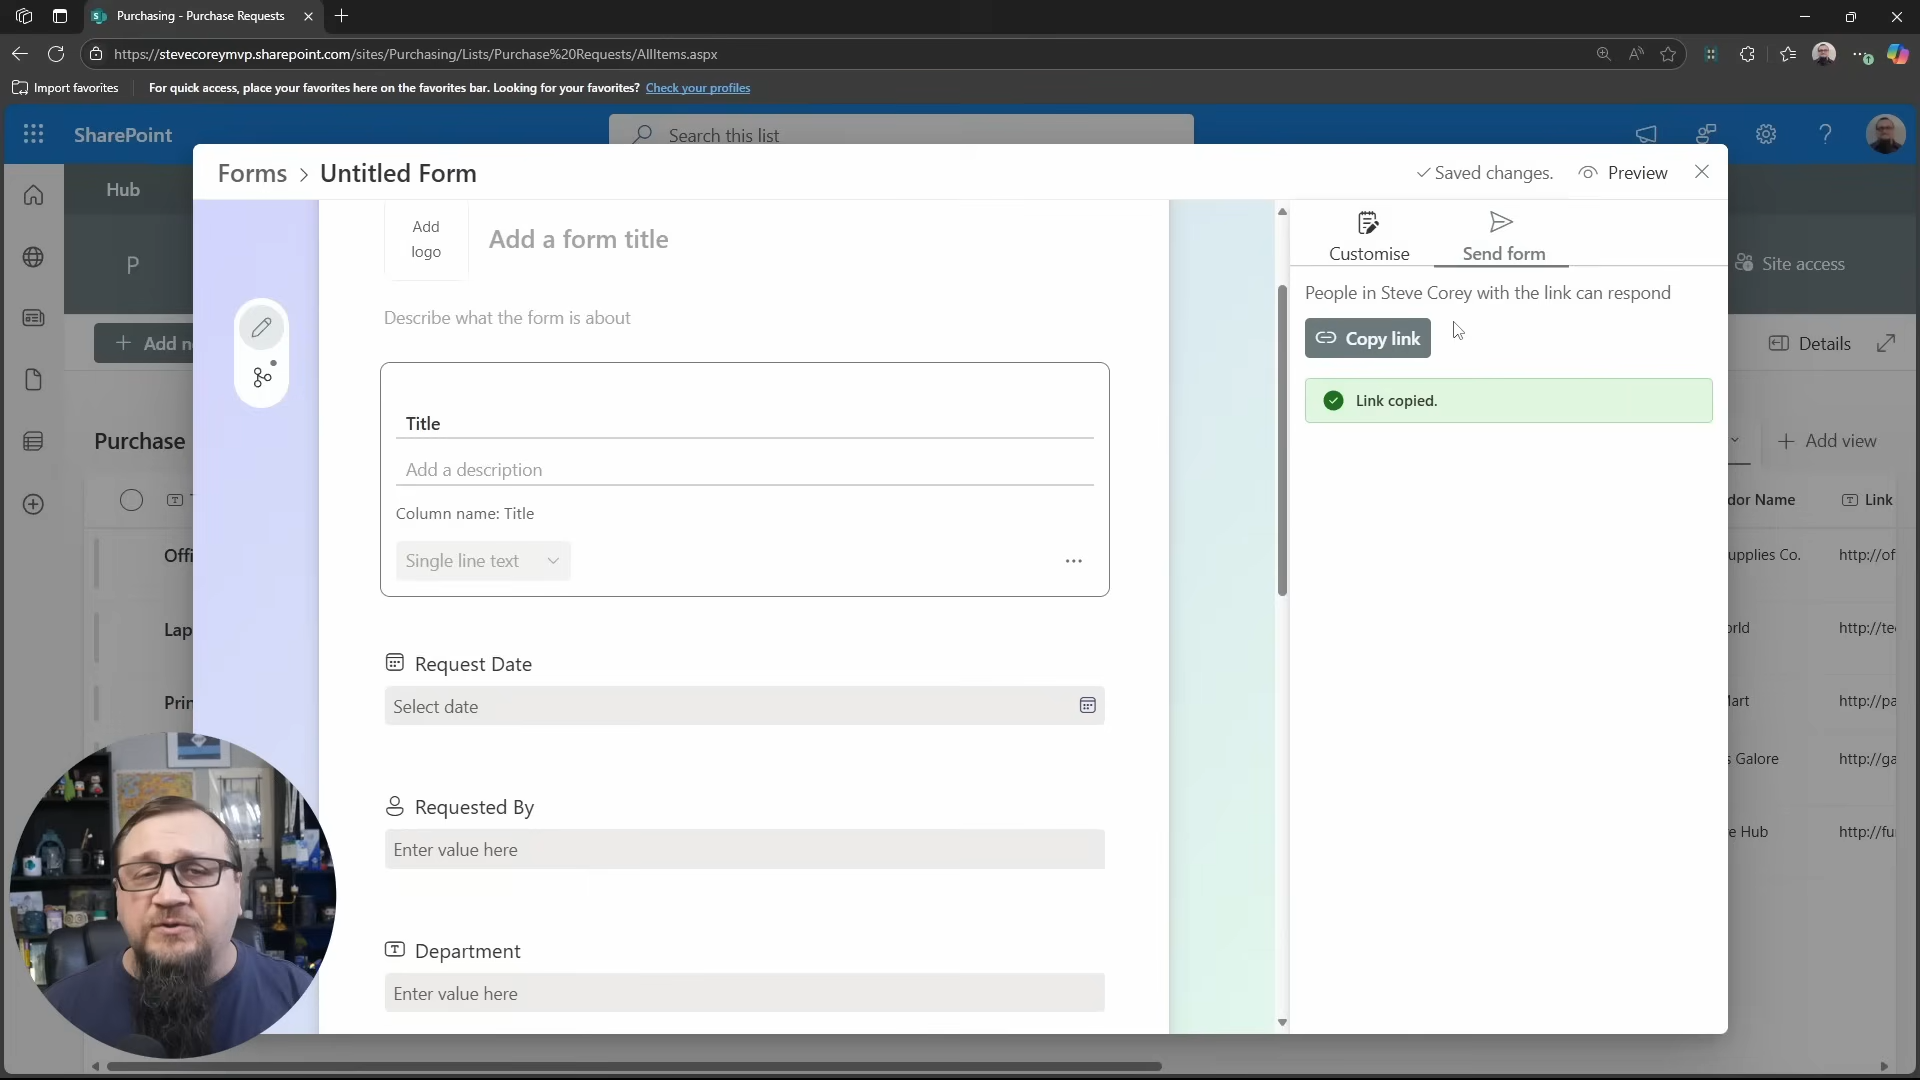 Purchasing - Purchase Requests
https://stevecoreymvp.sharepoint.com/sites/Purchasing/Lists/Purchase%20Requests/AllItems.aspx
Import favorites
For quick access, place your favorites here on the favorites bar. Looking for your favorites? Check your profiles
SharePoint
Search this list
Forms > Untitled Form
Saved changes.
Preview
Hub
P
Add
logo
Add a form title
Customise
Send form
Site access
People in Steve Corey with the link can respond
Describe what the form is about
Copy link
+ Add n
Details
Link copied.
Title
Purchase
Add view
Add a description
dor Name
Link
Column name: Title
Offi
upplies Co.
http://of
Single line text
Lap
orld
http://te
Request Date
Prin
Mart
http://pa
Select date
s Galore
http://ga
Requested By
e Hub
http://fu
Enter value here
Department
Enter value here